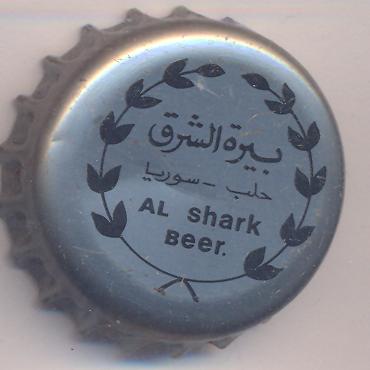 بيرة الشرق
حلب - سوريا
AL shark
Beer.